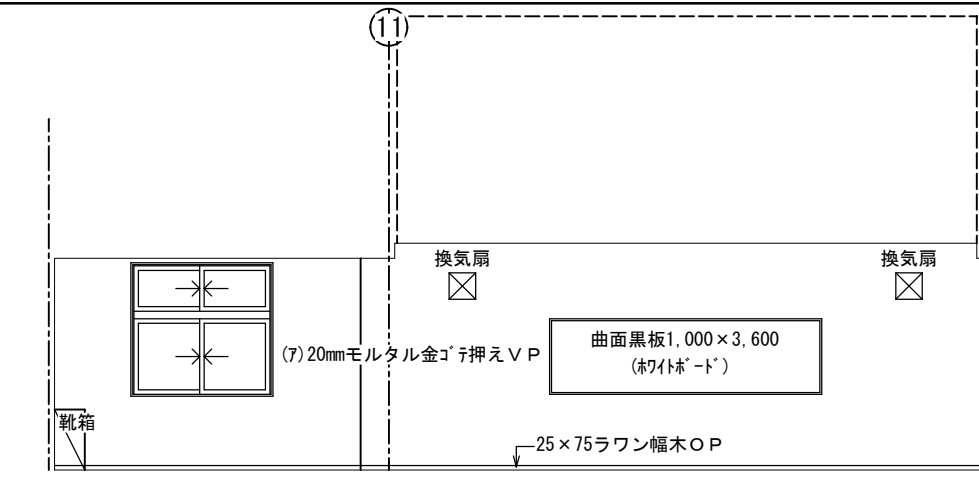 11
換気扇
換気扇
曲面黒板1,000×3,600
(ﾎﾜｲﾄﾎﾞｰﾄﾞ)
(ｱ)20mmモルタル金ｺﾞﾃ押えＶＰ
靴箱
25×75ラワン幅木ＯＰ